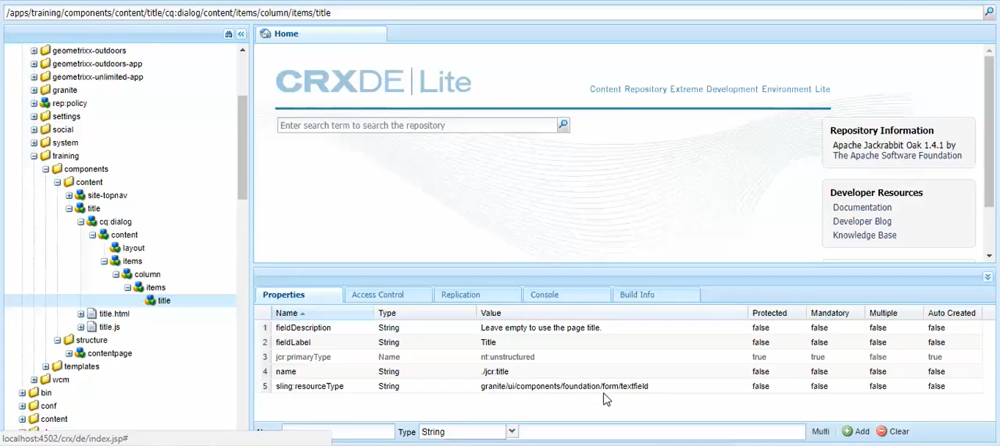 /apps/training/components/content/title/cq:dialog/content/items/column/items/title
Home
geometrixx-outdoors
geometrixx-outdoors-app
geometrixx-unlimited-app
granite
rep:policy
settings
social
system
training
components
content
site-topnav
title
cq:dialog
content
layout
items
column
items
title
title.html
title.js
structure
contentpage
templates
wcm
bin
conf
content
localhost:4502/crx/de/index.jsp#
CRXDE | Lite
Content Repository Extreme Development Environment Lite
Enter search term to search the repository
Repository Information
Apache Jackrabbit Oak 1.4.1 by
The Apache Software Foundation
Developer Resources
Documentation
Developer Blog
Knowledge Base
Properties Access Control Replication Console Build Info
Name Type Value Protected Mandatory Multiple Auto Created
1 fieldDescription String Leave empty to use the page title. false false false false
2 fieldLabel String Title false false false false
3 jcr:primaryType Name nt:unstructured true true false true
4 name String ./jcr:title false false false false
5 sling:resourceType String granite/ui/components/foundation/form/textfield false false false false
Type String Multi Add Clear